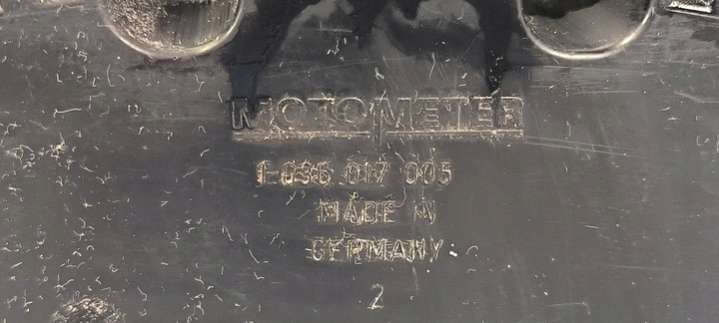 MOTOMETER
1 036 017 005
MADE IN
GERMANY
2